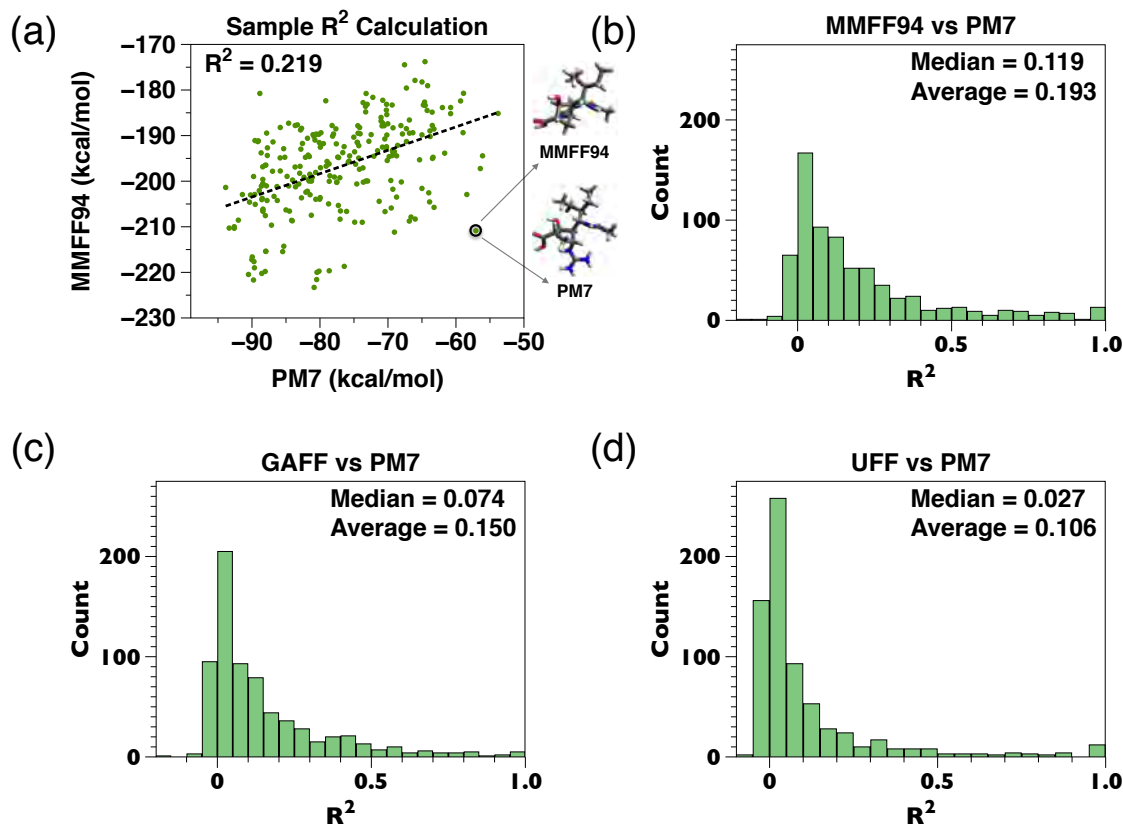 (a)
Sample R² Calculation
R² = 0.219
−170
−180
−190
−200
−210
−220
−230
MMFF94 (kcal/mol)
−90
−80
−70
−60
−50
PM7 (kcal/mol)
MMFF94
PM7
(b)
MMFF94 vs PM7
Median = 0.119
Average = 0.193
200
100
0
Count
0
0.5
1.0
R²
(c)
GAFF vs PM7
Median = 0.074
Average = 0.150
200
100
0
Count
0
0.5
1.0
R²
(d)
UFF vs PM7
Median = 0.027
Average = 0.106
200
100
0
Count
0
0.5
1.0
R²